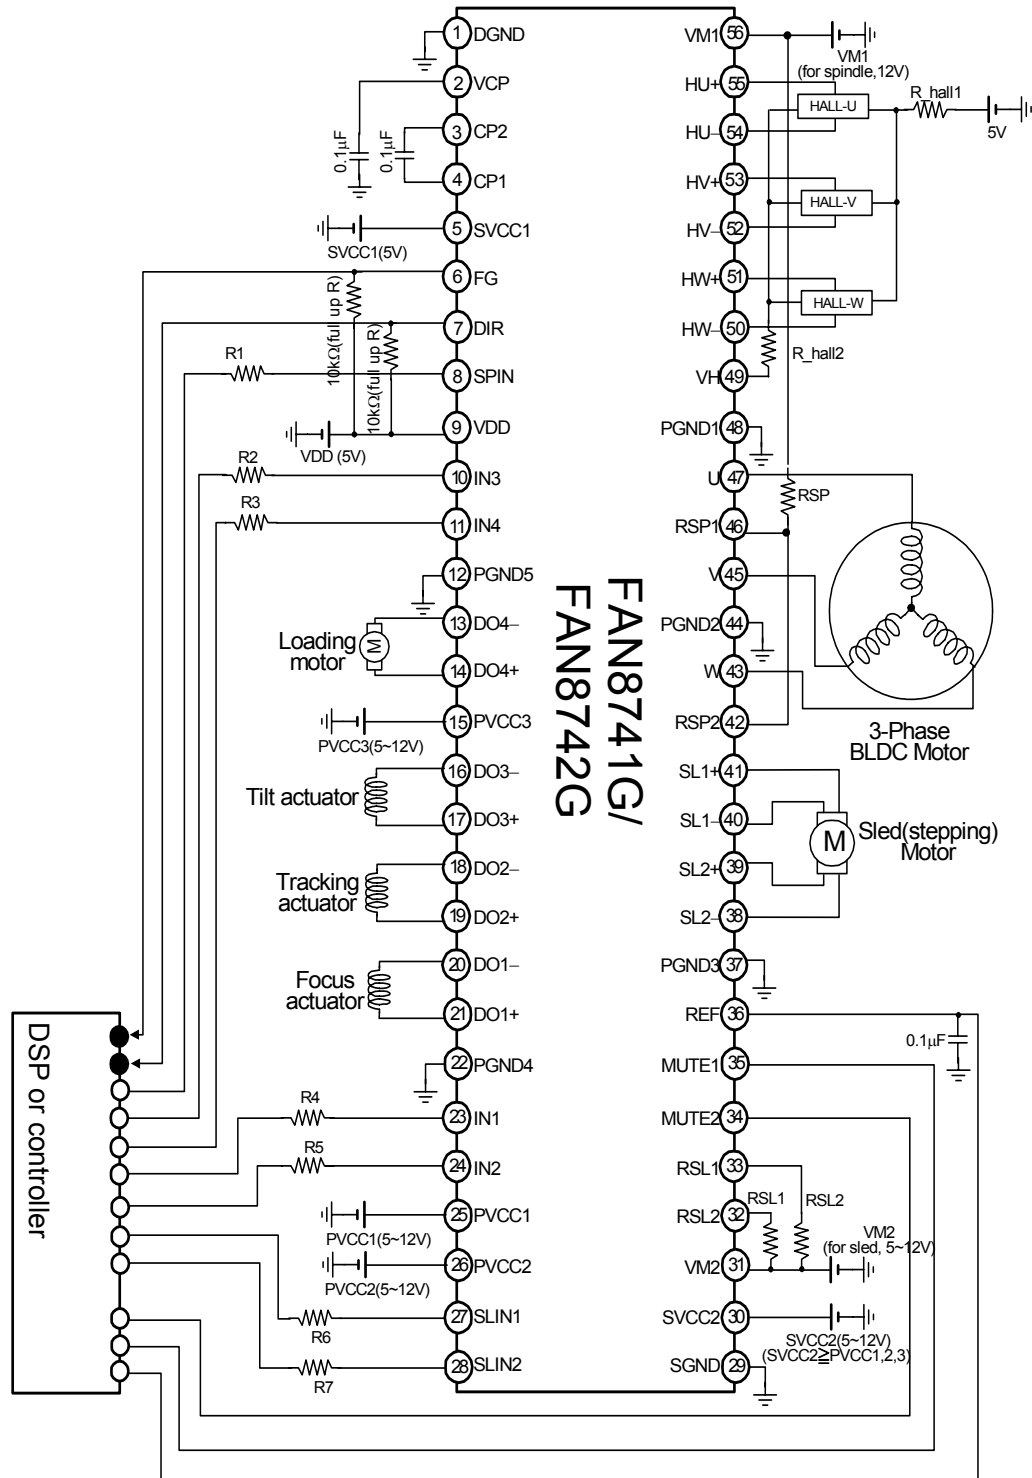 1 DGND
2 VCP
3 CP2
4 CP1
5 SVCC1
6 FG
7 DIR
8 SPIN
9 VDD
10 IN3
11 IN4
12 PGND5
13 DO4–
14 DO4+
15 PVCC3
16 DO3–
17 DO3+
18 DO2–
19 DO2+
20 DO1–
21 DO1+
22 PGND4
23 IN1
24 IN2
25 PVCC1
26 PVCC2
27 SLIN1
28 SLIN2
0.1µF
0.1µF
SVCC1(5V)
10kΩ(full up R)
10kΩ(full up R)
R1
VDD (5V)
R2
R3
Loading
motor
M
PVCC3(5~12V)
Tilt actuator
Tracking
actuator
Focus
actuator
R4
R5
PVCC1(5~12V)
PVCC2(5~12V)
R6
R7
DSP or controller
FAN8741G/
FAN8742G
VM1 56
HU+ 55
HU– 54
HV+ 53
HV– 52
HW+ 51
HW– 50
VH 49
PGND1 48
U 47
RSP1 46
V 45
PGND2 44
W 43
RSP2 42
SL1+ 41
SL1– 40
SL2+ 39
SL2– 38
PGND3 37
REF 36
MUTE1 35
MUTE2 34
RSL1 33
RSL2 32
VM2 31
SVCC2 30
SGND 29
VM1
(for spindle,12V)
HALL-U
R_hall1
5V
HALL-V
HALL-W
R_hall2
RSP
3-Phase
BLDC Motor
M
Sled(stepping)
Motor
0.1µF
RSL1
RSL2
VM2
(for sled, 5~12V)
SVCC2(5~12V)
(SVCC2≧PVCC1,2,3)